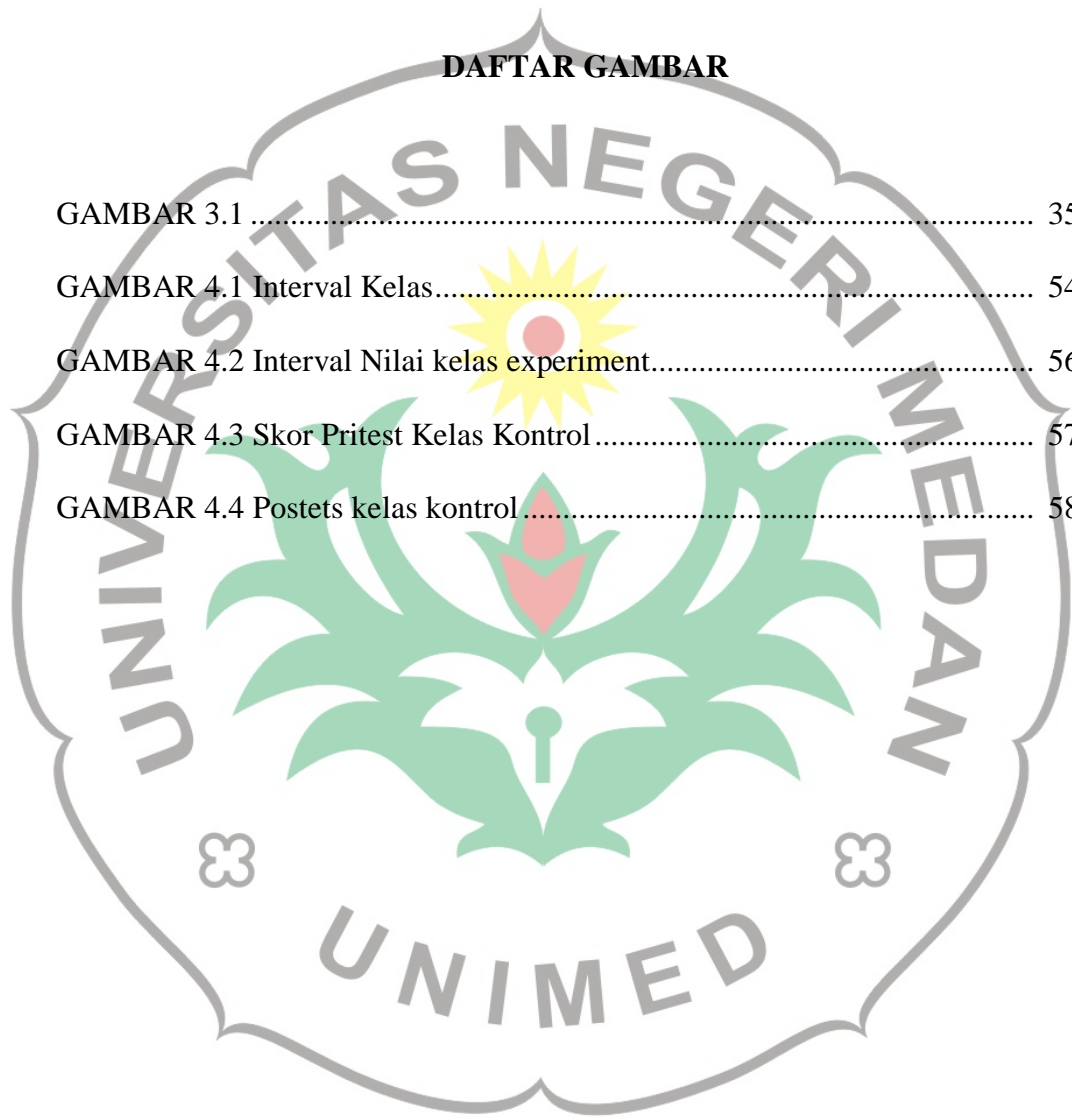 DAFTAR GAMBAR
UNIVERSITAS NEGERI MEDAN
GAMBAR 3.1 ........................................................................ 35
GAMBAR 4.1 Interval Kelas........................................................ 54
GAMBAR 4.2 Interval Nilai kelas experiment.................................... 56
GAMBAR 4.3 Skor Pritest Kelas Kontrol ......................................... 57
GAMBAR 4.4 Postets kelas kontrol ............................................... 58
UNIMED